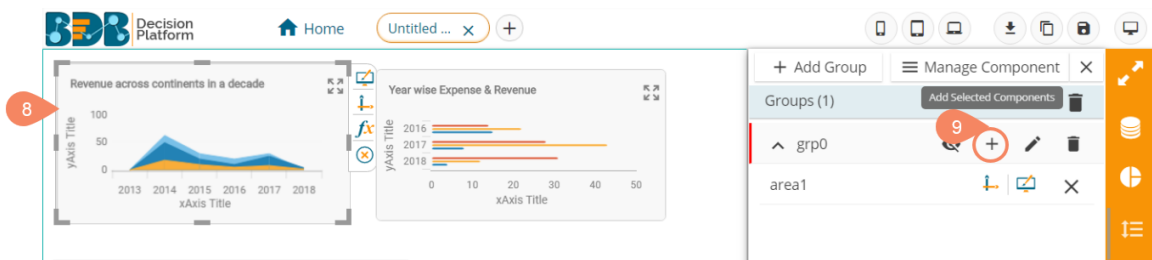 BDB Decision Platform
Home
Untitled ... ×
+
+ Add Group
Manage Component ×
Groups (1)
Add Selected Components
8
9
grp0
+
area1
×
Revenue across continents in a decade
fx
yAxis Title
100
50
0
2013 2014 2015 2016 2017 2018
xAxis Title
Year wise Expense & Revenue
yAxis Title
2016
2017
2018
0 10 20 30 40 50
xAxis Title